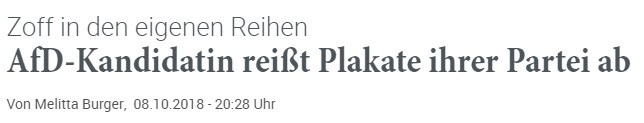 Zoff in den eigenen Reihen
AfD-Kandidatin reißt Plakate ihrer Partei ab
Von Melitta Burger, 08.10.2018 - 20:28 Uhr